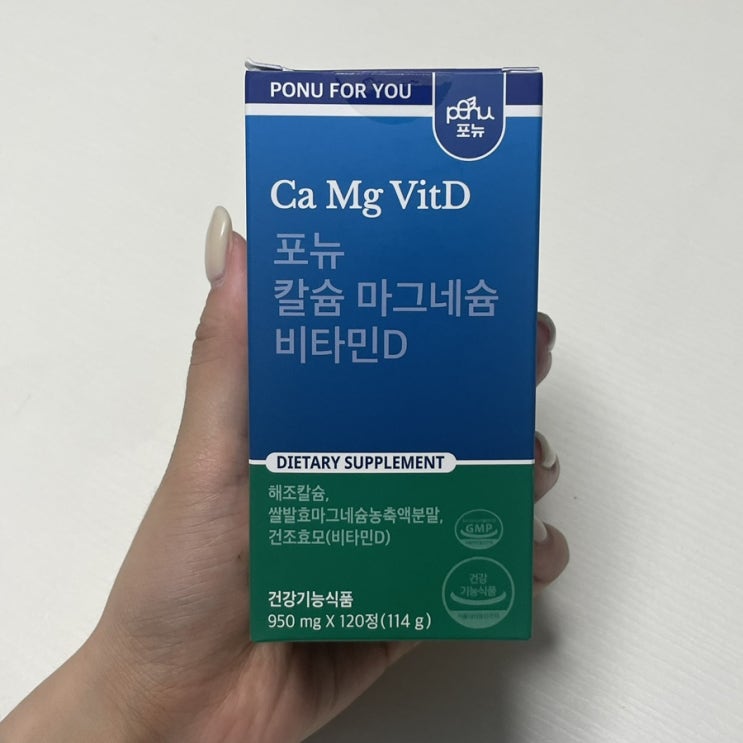 PONU FOR YOU
ponu
포뉴
Ca Mg VitD
포뉴
칼슘 마그네슘
비타민D
DIETARY SUPPLEMENT
해조칼슘,
쌀발효마그네슘농축액분말,
건조효모(비타민D)
GMP
건강
기능식품
건강기능식품
950 mg X 120정(114 g)